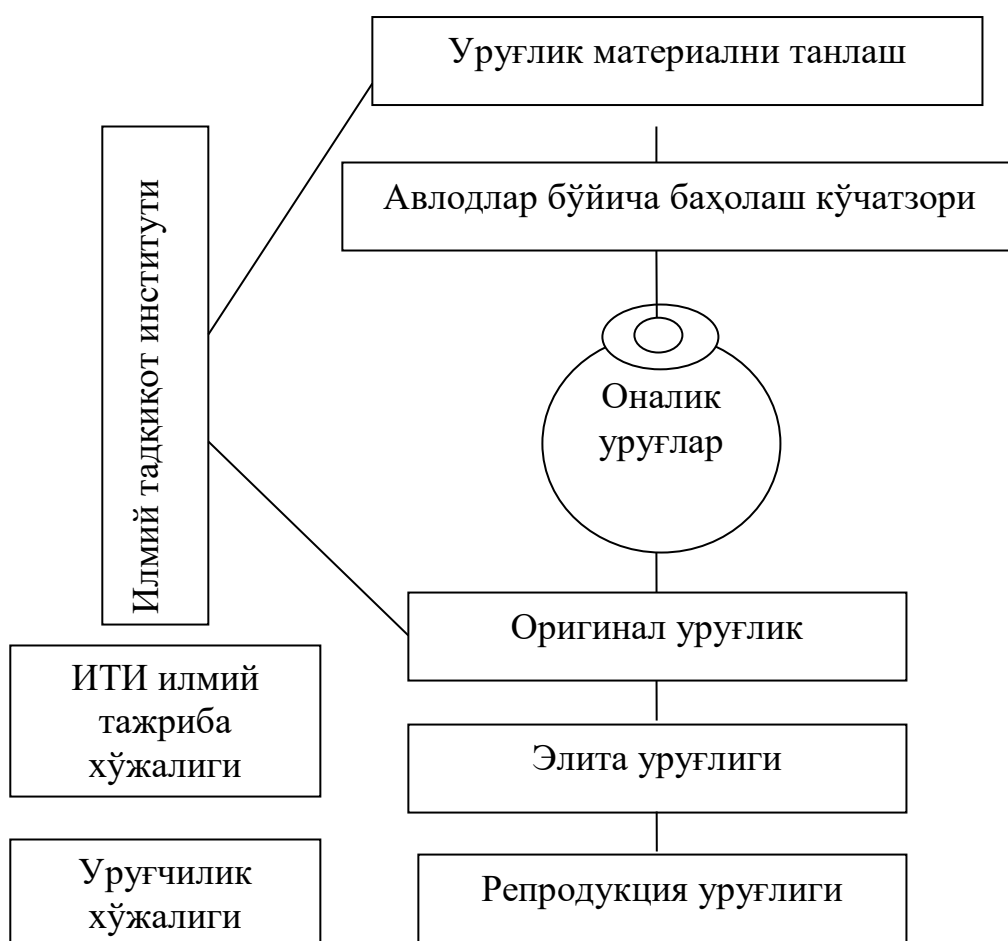 Уруғлик материални танлаш
Авлодлар бўйича баҳолаш кўчатзори
Илмий тадқиқот институти
Оналик
уруғлар
Оригинал уруғлик
ИТИ илмий
тажриба
хўжалиги
Элита уруғлиги
Уруғчилик
хўжалиги
Репродукция уруғлиги